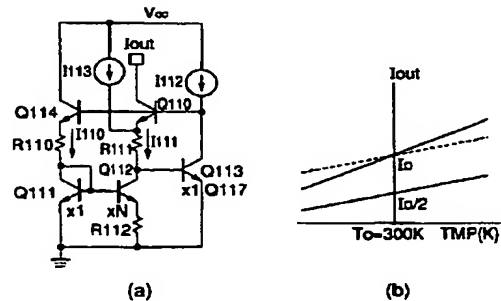 Vcc
Iout
I113
I112
Q110
Q114
I110
I111
R110
R111
Q112
Q113
Q111
Q117
x1
xN
x1
R112
(a)
Iout
Io
Io/2
To=300K TMP(K)
(b)